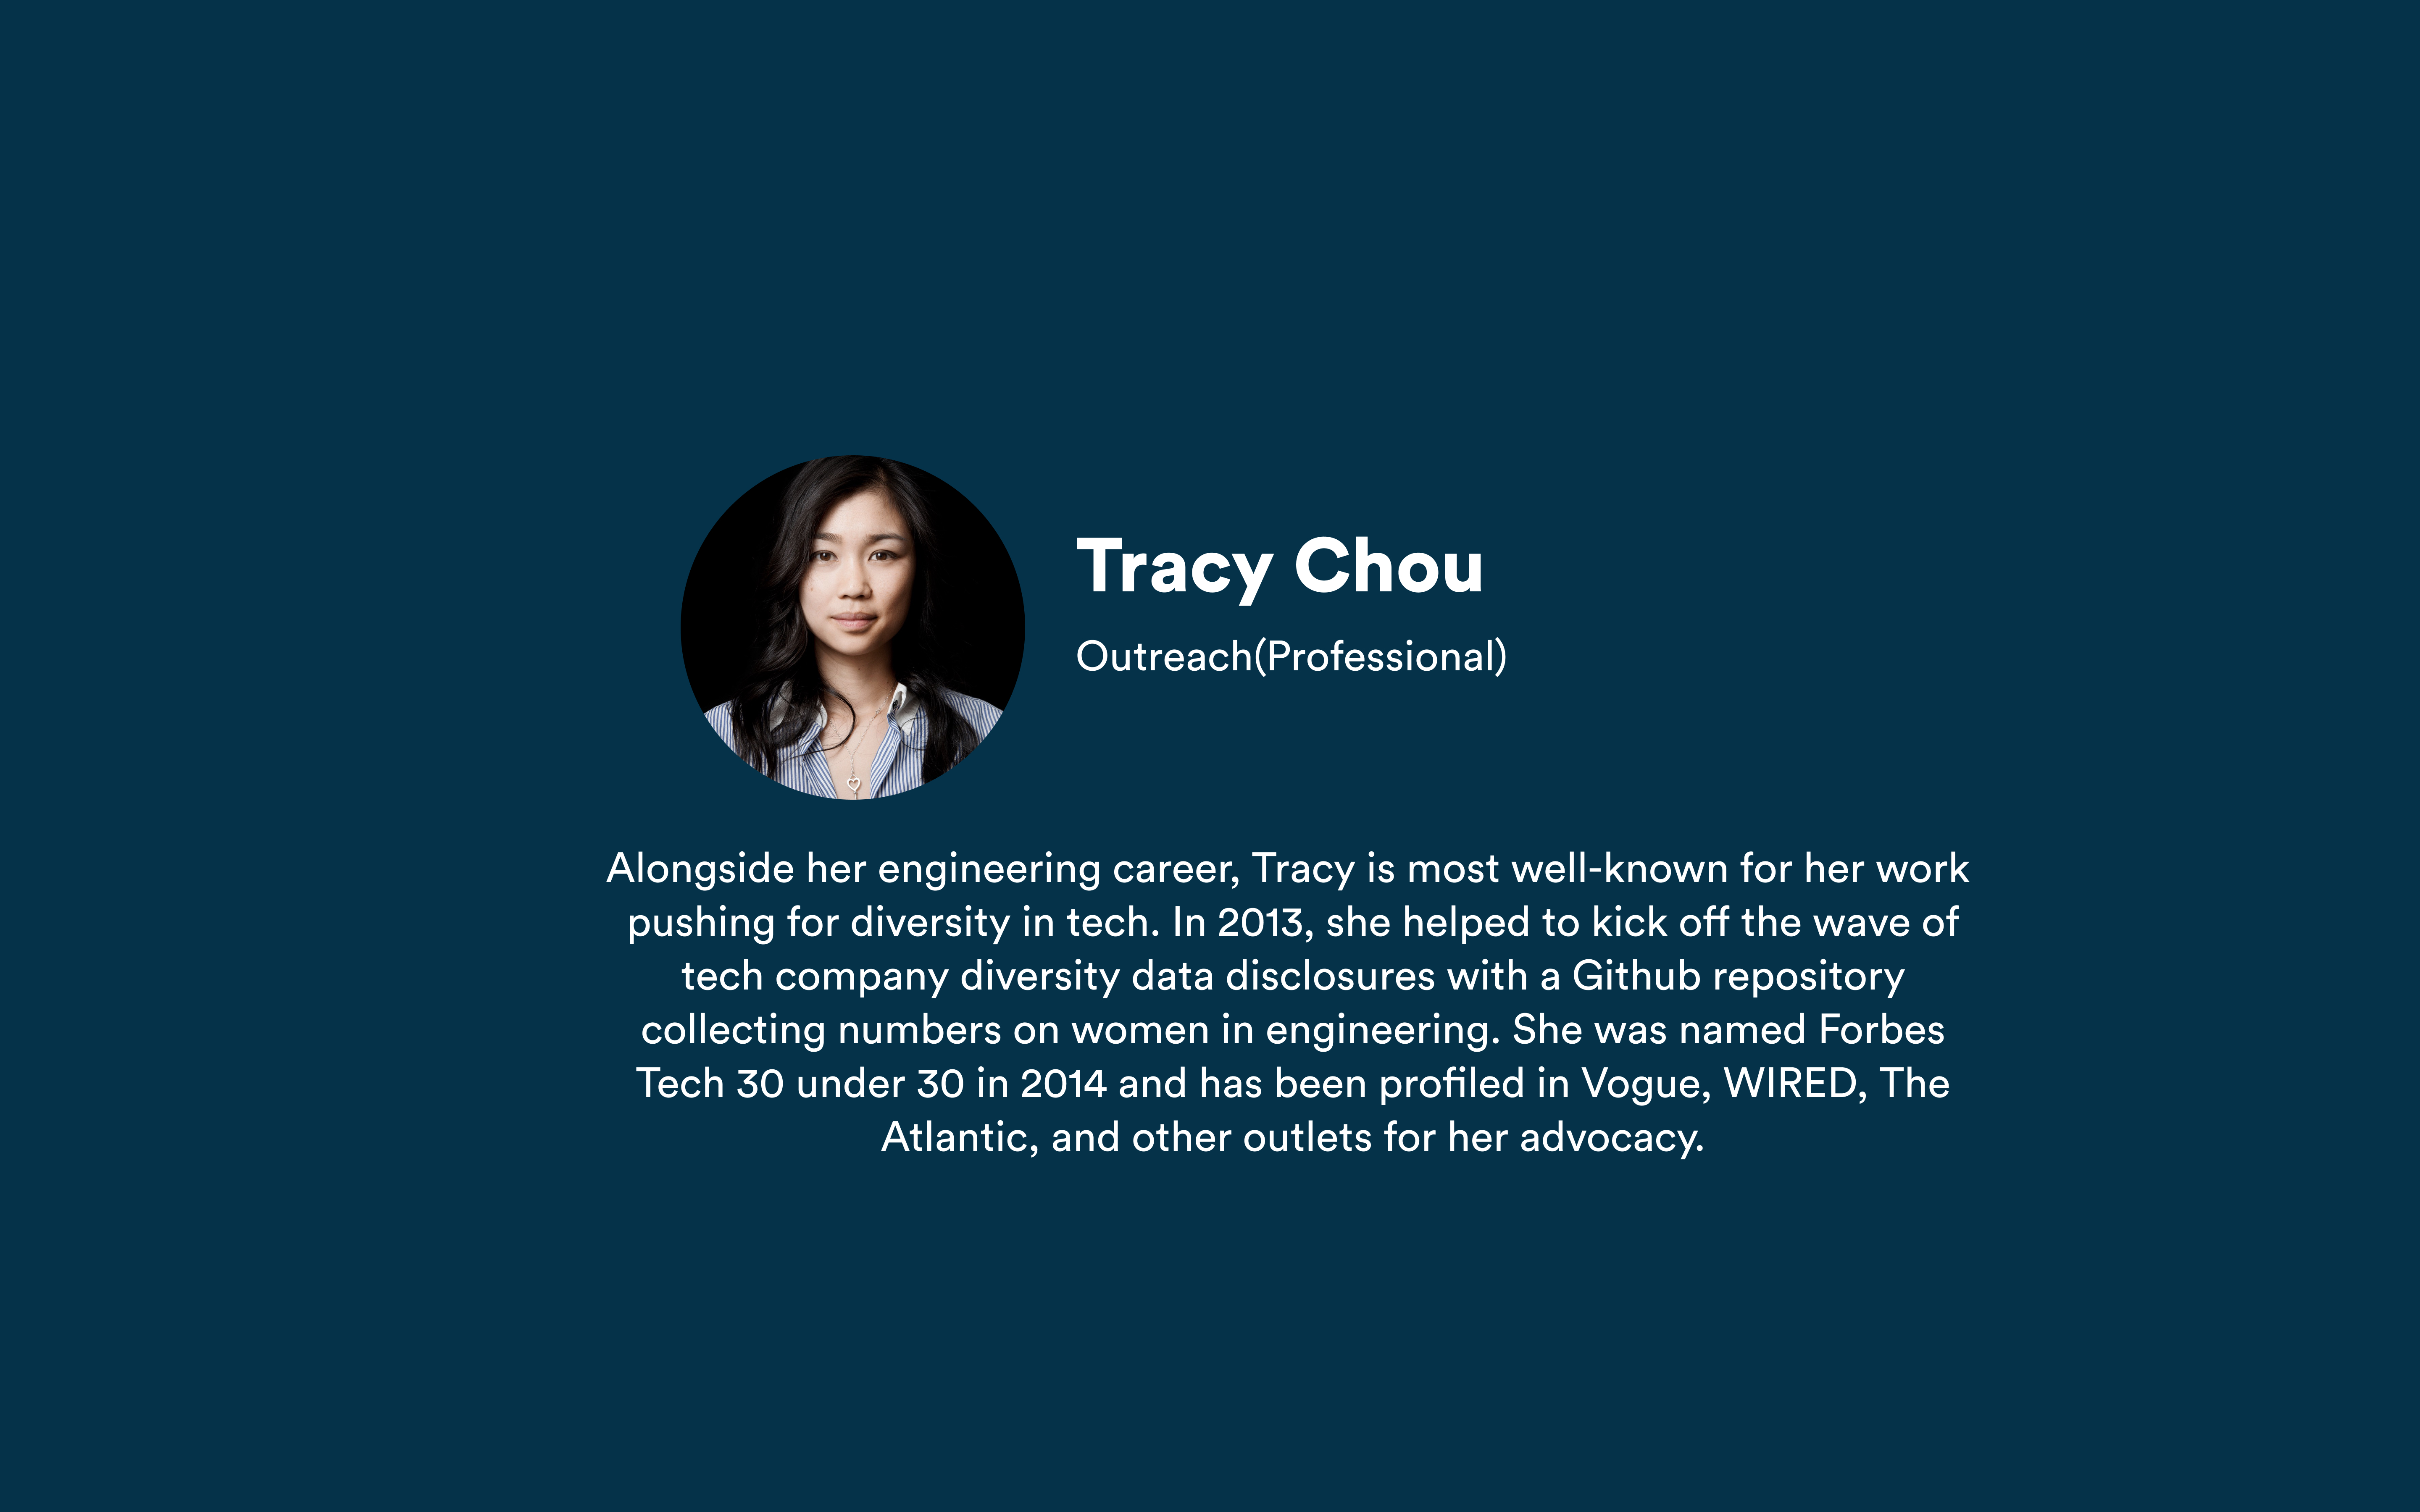 Tracy Chou
Outreach(Professional)
Alongside her engineering career, Tracy is most well-known for her work
pushing for diversity in tech. In 2013, she helped to kick off the wave of
tech company diversity data disclosures with a Github repository
collecting numbers on women in engineering. She was named Forbes
Tech 30 under 30 in 2014 and has been profiled in Vogue, WIRED, The
Atlantic, and other outlets for her advocacy.